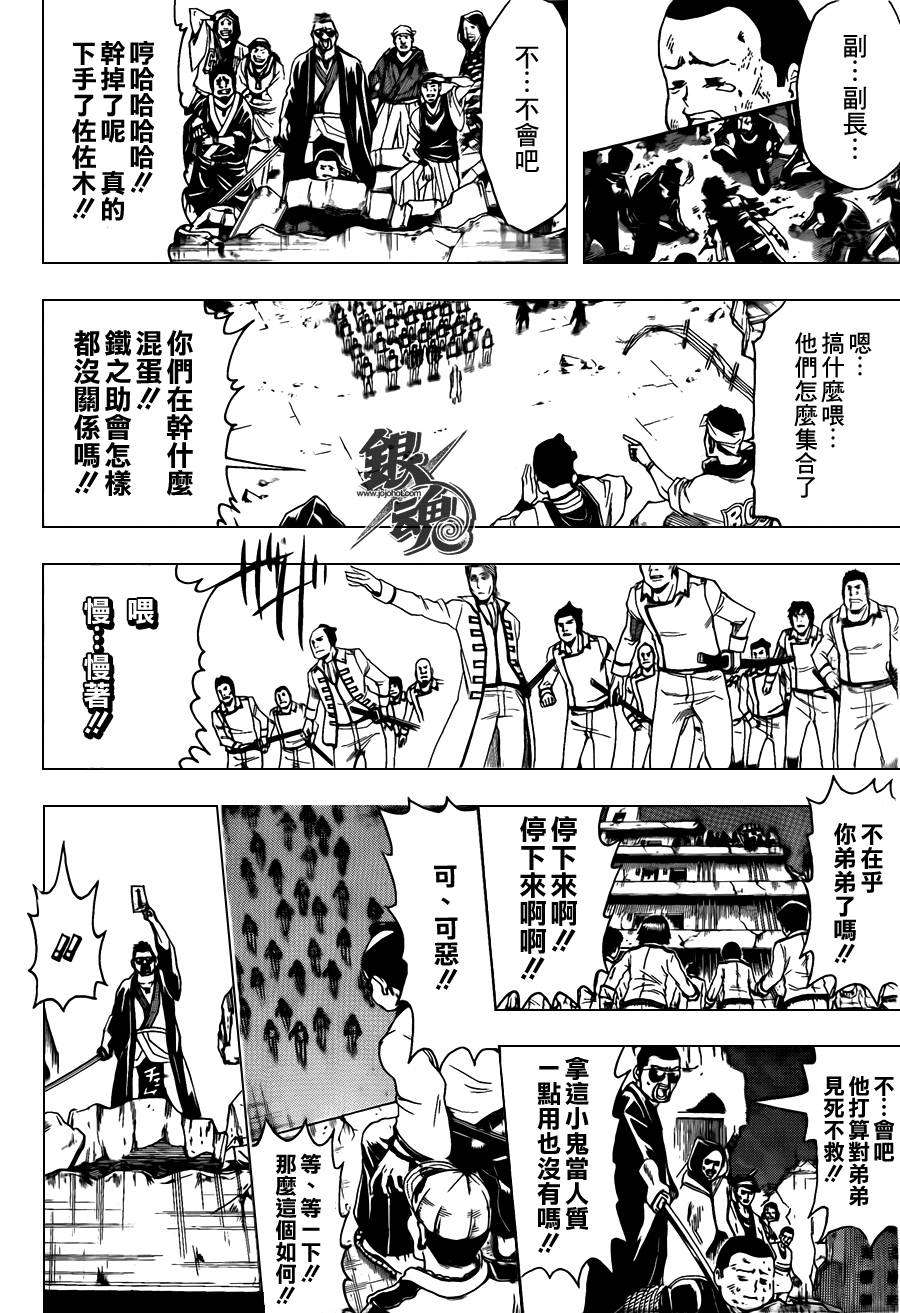 副…副長…
不…不會吧
哼哈哈哈哈!!
幹掉了呢 真的
下手了佐佐木!!
嗯…
搞什麼喂…
他們怎麼集合了
你們在幹什麼
混蛋!!
鐵之助會怎樣
都沒關係嗎!!
銀魂
www.jojohot.com
喂
慢…慢著!!
不在乎
你弟弟了嗎!!
停下來啊!!
停下來啊啊!!
可、可惡!!
!!
不…會吧
他打算對弟弟
見死不救!!
拿這小鬼當人質
一點用也沒有嗎!!
等、等一下!!
那麼這個如何!!